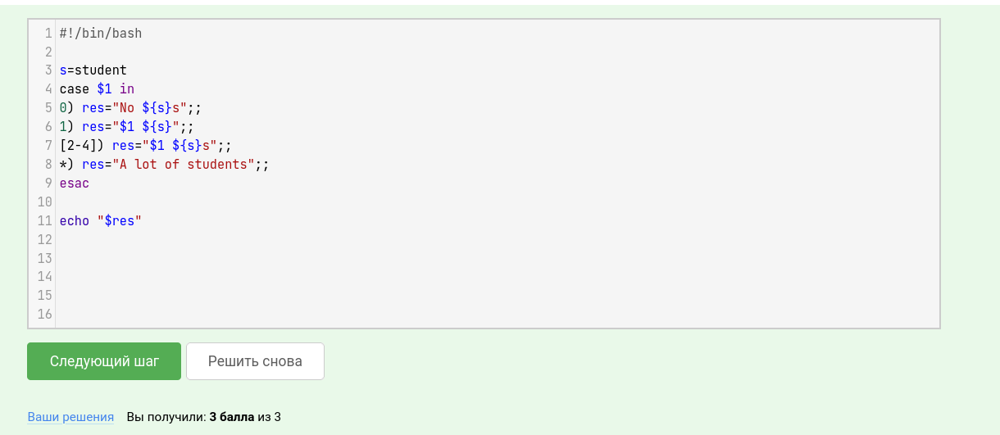 1 #!/bin/bash
2
3 s=student
4 case $1 in
5 0) res="No ${s}s";;
6 1) res="$1 ${s}";;
7 [2-4]) res="$1 ${s}s";;
8 *) res="A lot of students";;
9 esac
10
11 echo "$res"
12
13
14
15
16
Следующий шаг Решить снова
Ваши решения Вы получили: 3 балла из 3